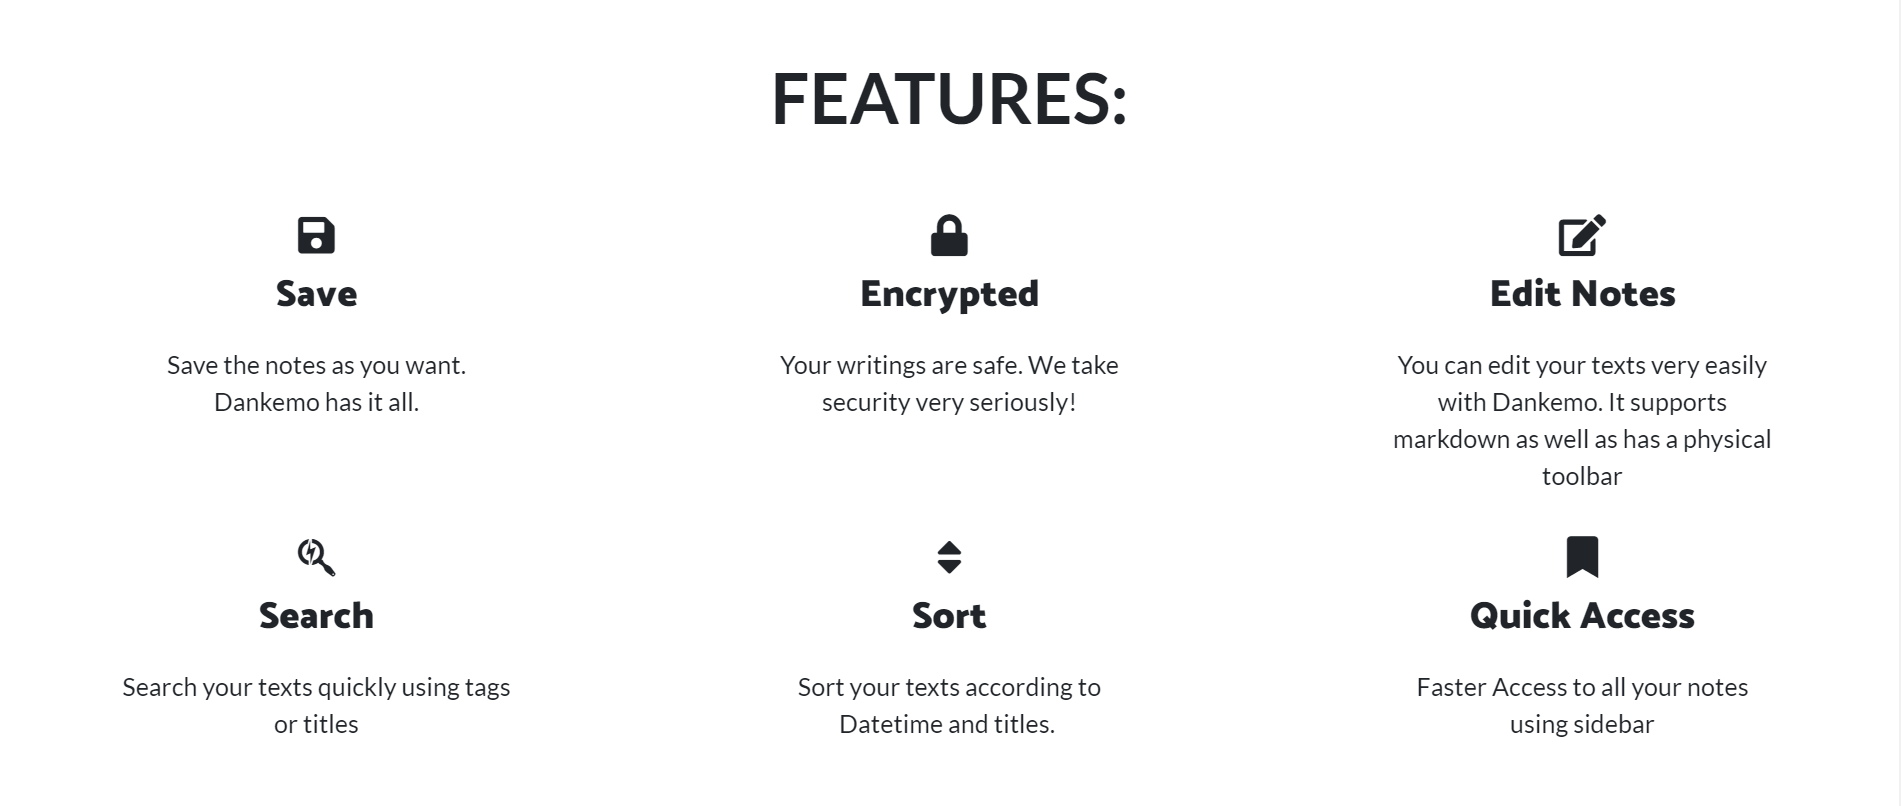 FEATURES:
Save
Save the notes as you want.
Dankemo has it all.
Encrypted
Your writings are safe. We take
security very seriously!
Edit Notes
You can edit your texts very easily
with Dankemo. It supports
markdown as well as has a physical
toolbar
Search
Search your texts quickly using tags
or titles
Sort
Sort your texts according to
Datetime and titles.
Quick Access
Faster Access to all your notes
using sidebar